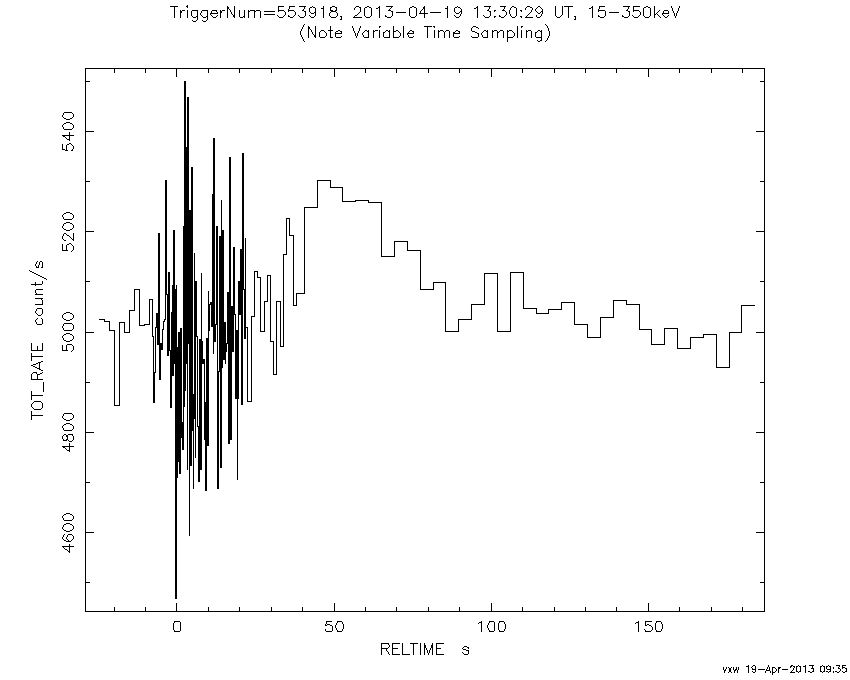 TriggerNum=553918, 2013-04-19 13:30:29 UT, 15-350keV
(Note Variable Time Sampling)
5400
5200
5000
4800
4600
TOT_RATE count/s
0 50 100 150
RELTIME s
vxw 19-Apr-2013 09:35